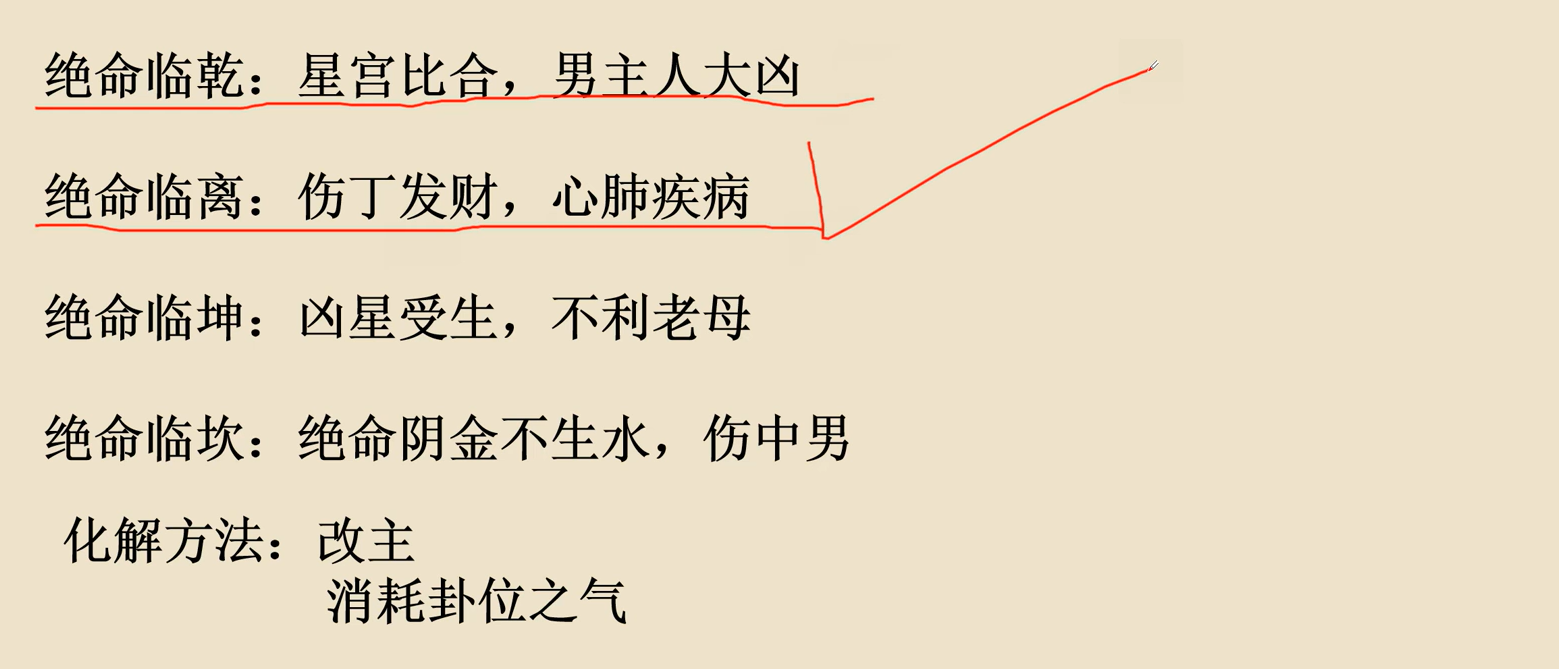 绝命临乾：星宫比合，男主人大凶
绝命临离：伤丁发财，心肺疾病
绝命临坤：凶星受生，不利老母
绝命临坎：绝命阴金不生水，伤中男
化解方法：改主
消耗卦位之气